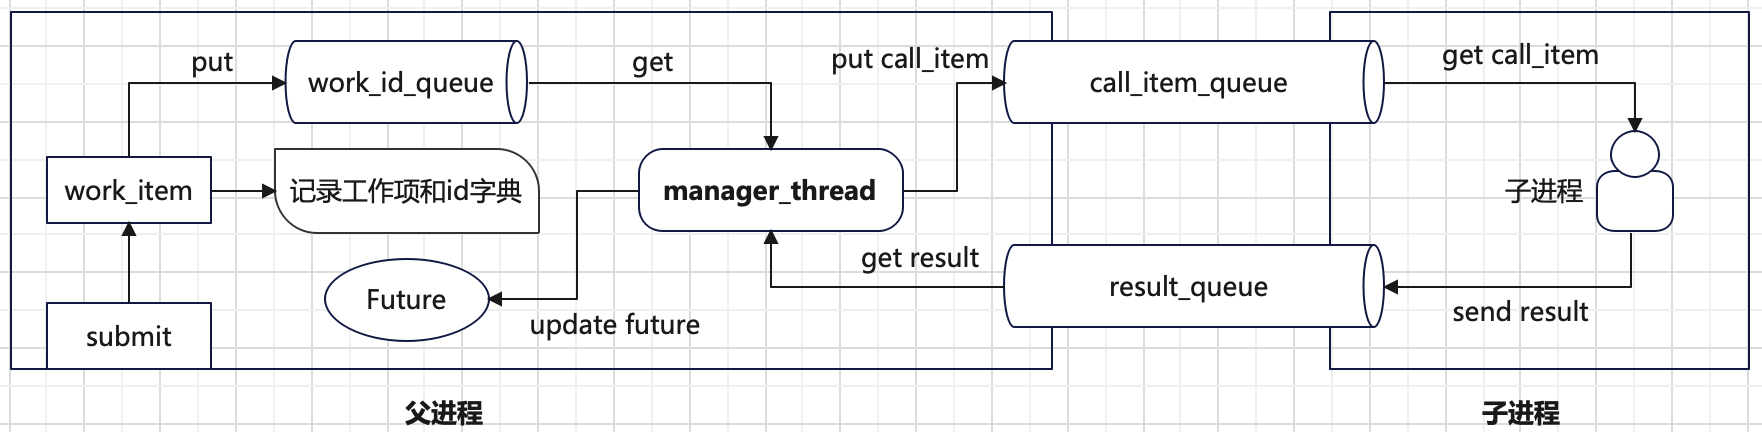 put
work_id_queue
get
put call_item
call_item_queue
get call_item
work_item
记录工作项和id字典
manager_thread
子进程
get result
result_queue
send result
Future
update future
submit
父进程
子进程